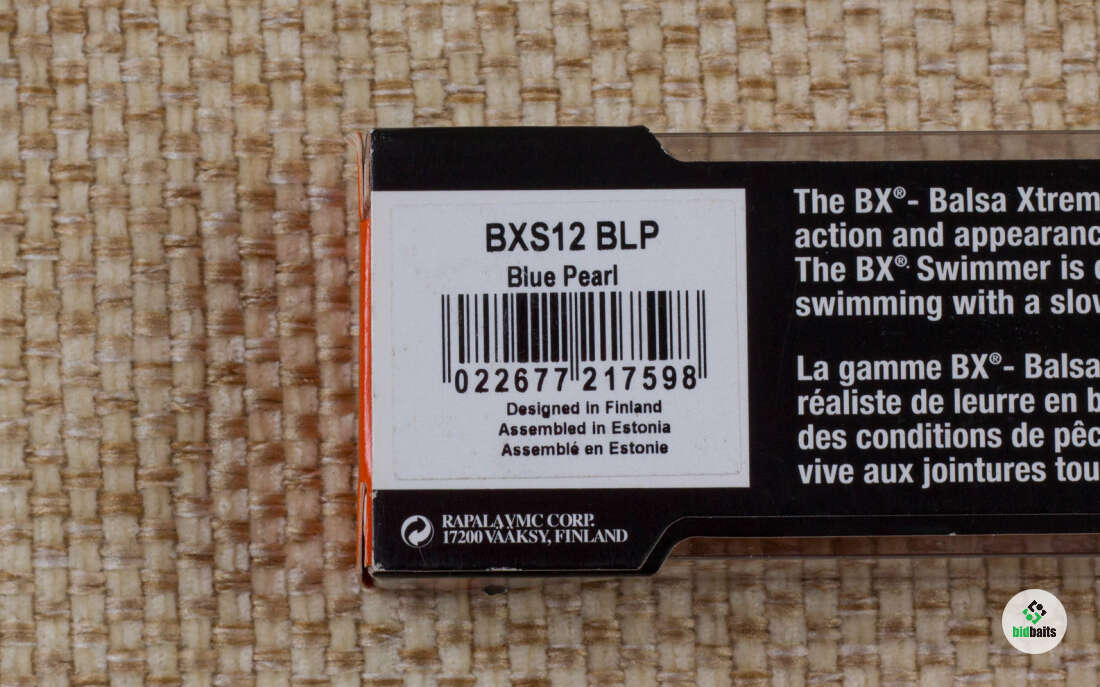 BXS12 BLP
Blue Pearl
022677 217598
Designed in Finland
Assembled in Estonia
Assemblé en Estonie
RAPALA VMC CORP.
17200 VÄÄKSY, FINLAND
The BX®- Balsa Xtrem
action and appearanc
The BX® Swimmer is
swimming with a slov
La gamme BX®- Balsa
réaliste de leurre en b
des conditions de pêc
vive aux jointures tou
bidbaits